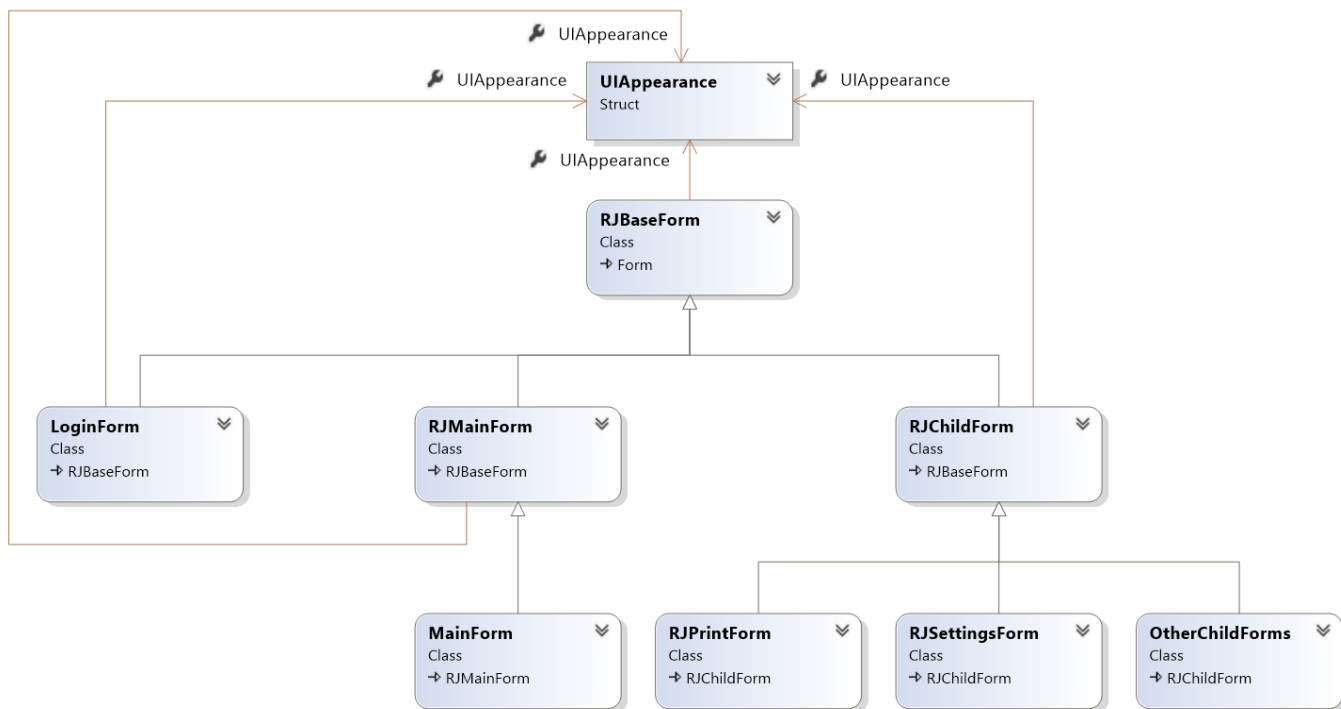 UIAppearance
UIAppearance
UIAppearance
Struct
UIAppearance
UIAppearance
RJBaseForm
Class
Form
LoginForm
Class
RJBaseForm
RJMainForm
Class
RJBaseForm
RJChildForm
Class
RJBaseForm
MainForm
Class
RJMainForm
RJPrintForm
Class
RJChildForm
RJSettingsForm
Class
RJChildForm
OtherChildForms
Class
RJChildForm